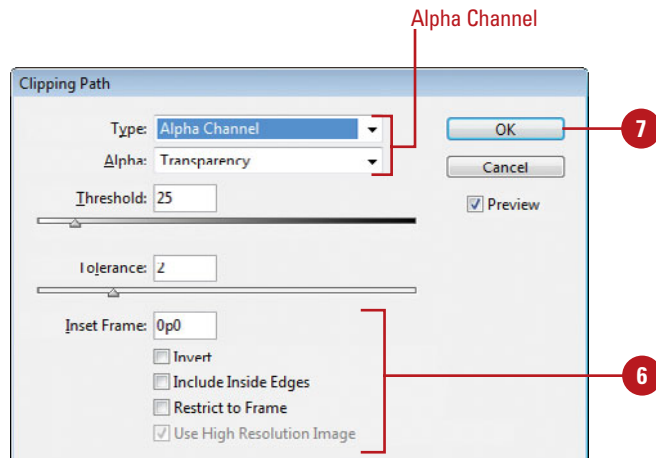 Alpha Channel
Clipping Path
Type: Alpha Channel
OK
7
Alpha: Transparency
Cancel
Threshold: 25
Preview
Tolerance: 2
Inset Frame: 0p0
Invert
Include Inside Edges
6
Restrict to Frame
Use High Resolution Image